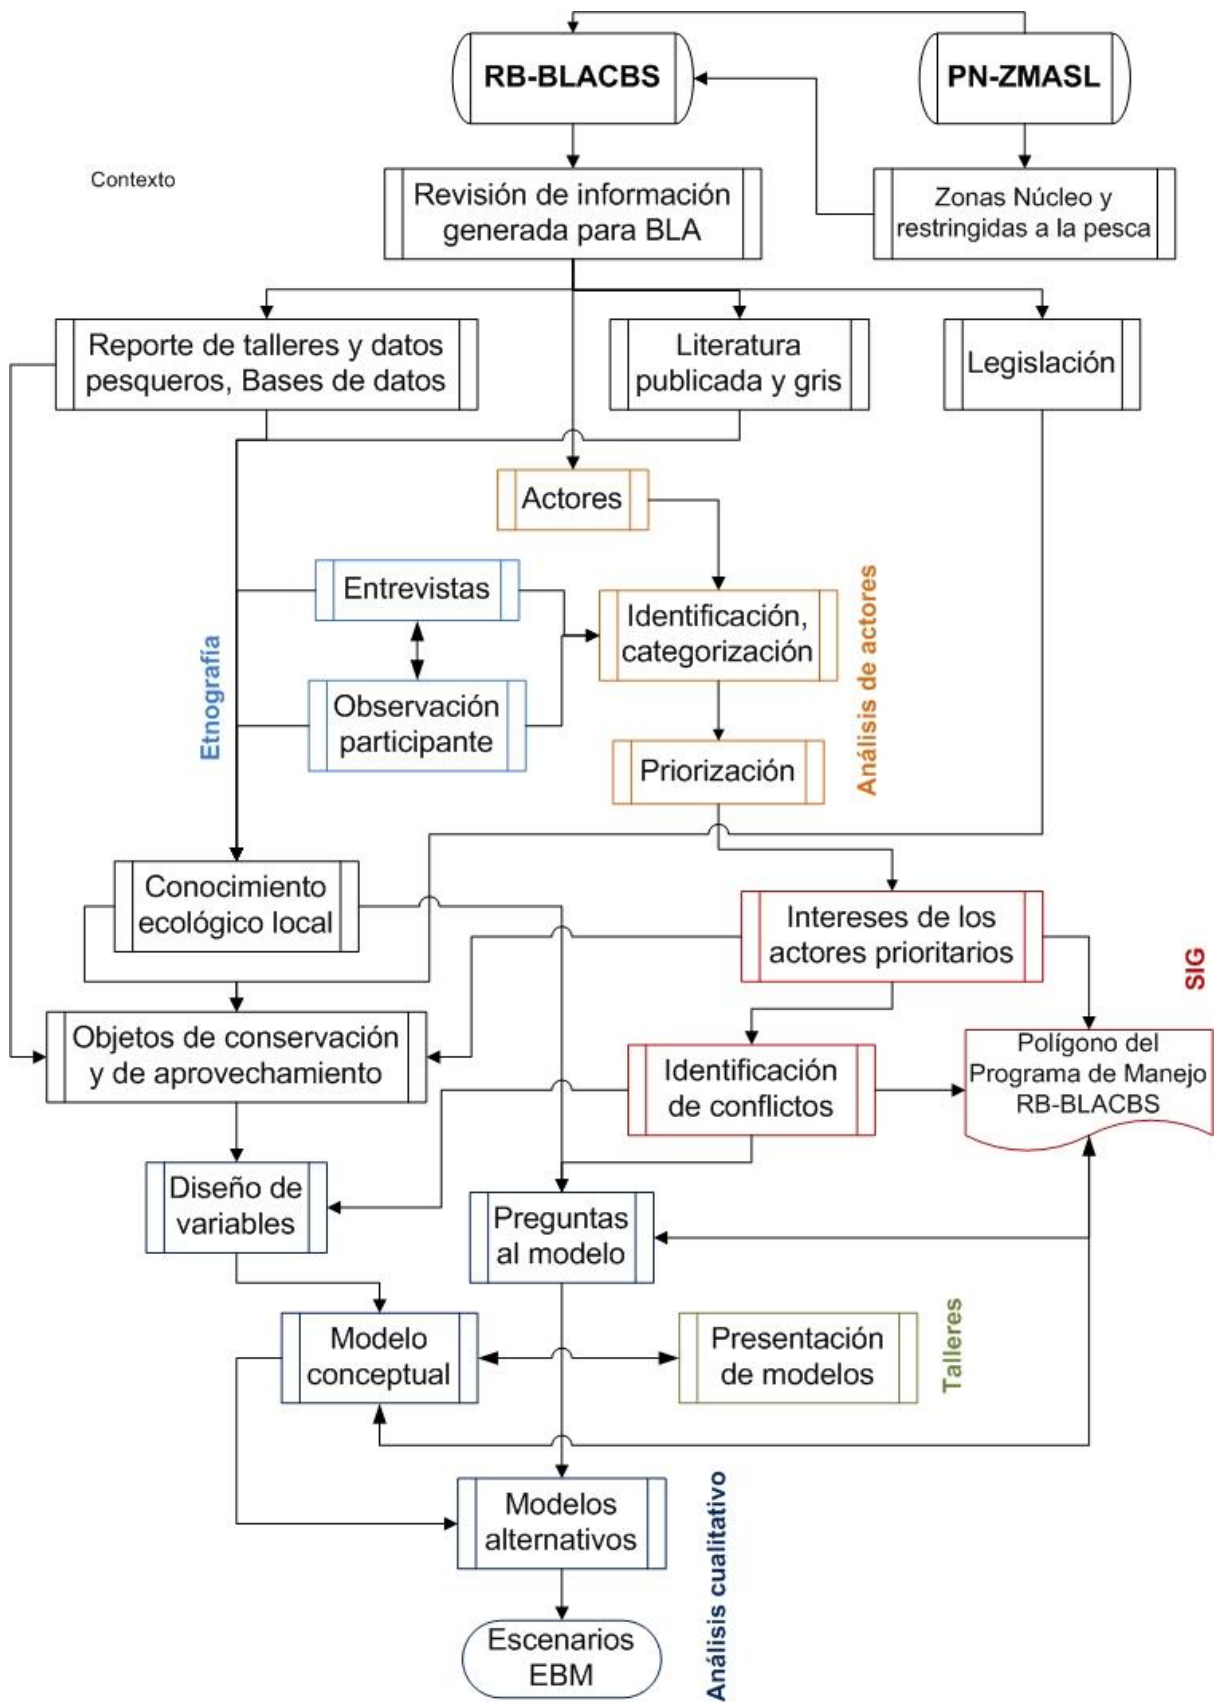 RB-BLACBS
PN-ZMASL
Contexto
Revisión de información
generada para BLA
Zonas Núcleo y
restringidas a la pesca
Reporte de talleres y datos
pesqueros, Bases de datos
Literatura
publicada y gris
Legislación
Actores
Entrevistas
Identificación,
categorización
Análisis de actores
Etnografía
Observación
participante
Priorización
Conocimiento
ecológico local
Intereses de los
actores prioritarios
SIG
Objetos de conservación
y de aprovechamiento
Identificación
de conflictos
Polígono del
Programa de Manejo
RB-BLACBS
Diseño de
variables
Preguntas
al modelo
Modelo
conceptual
Presentación
de modelos
Talleres
Modelos
alternativos
Análisis cualitativo
Escenarios
EBM